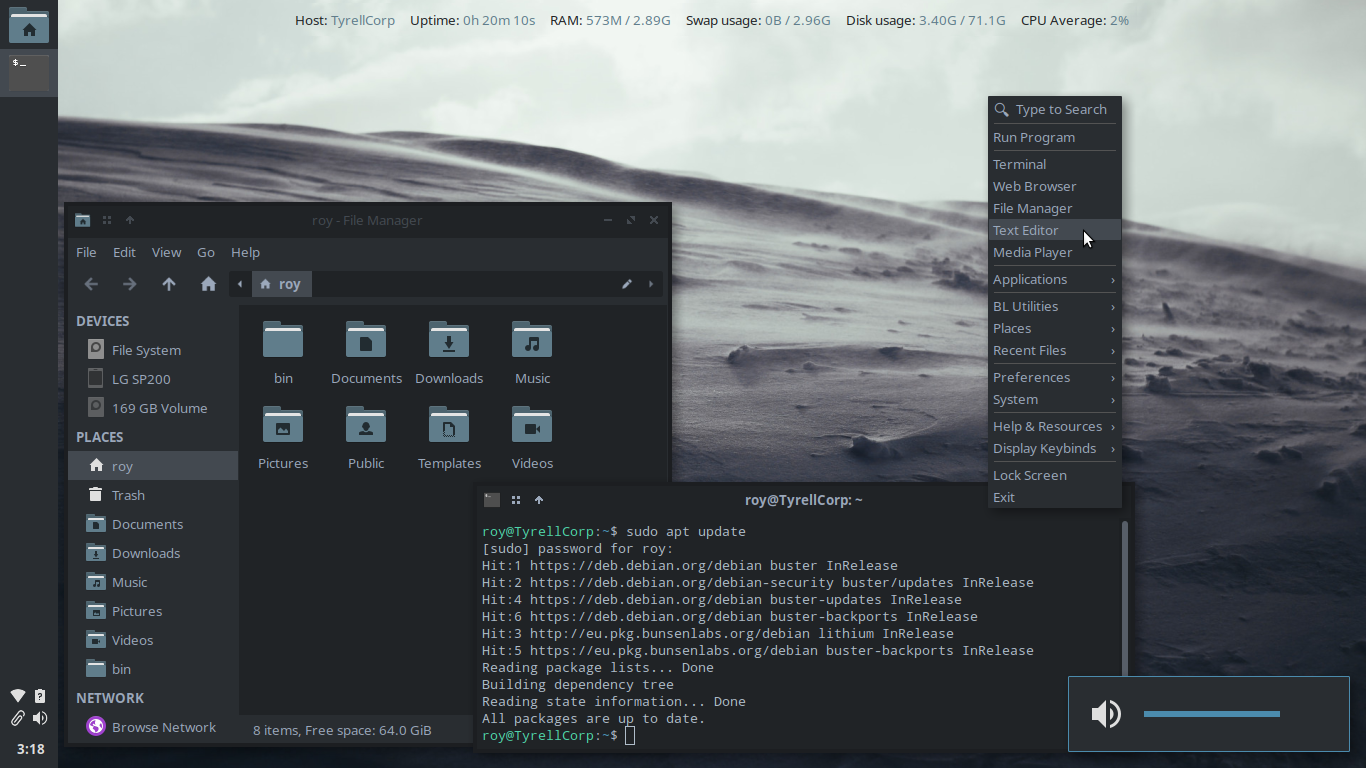 Host: TyrellCorp Uptime: 0h 20m 10s RAM: 573M / 2.89G Swap usage: 0B / 2.96G Disk usage: 3.40G / 71.1G CPU Average: 2%
$_
Type to Search
Run Program
Terminal
Web Browser
File Manager
Text Editor
Media Player
Applications ›
BL Utilities ›
Places ›
Recent Files ›
Preferences ›
System ›
Help & Resources ›
Display Keybinds ›
Lock Screen
Exit
roy - File Manager
File Edit View Go Help
roy
DEVICES
File System
LG SP200
169 GB Volume
PLACES
roy
Trash
Documents
Downloads
Music
Pictures
Videos
bin
NETWORK
Browse Network
bin Documents Downloads Music
Pictures Public Templates Videos
8 items, Free space: 64.0 GiB
roy@TyrellCorp: ~
roy@TyrellCorp:~$ sudo apt update
[sudo] password for roy:
Hit:1 https://deb.debian.org/debian buster InRelease
Hit:2 https://deb.debian.org/debian-security buster/updates InRelease
Hit:4 https://deb.debian.org/debian buster-updates InRelease
Hit:6 https://deb.debian.org/debian buster-backports InRelease
Hit:3 http://eu.pkg.bunsenlabs.org/debian lithium InRelease
Hit:5 https://eu.pkg.bunsenlabs.org/debian buster-backports InRelease
Reading package lists... Done
Building dependency tree
Reading state information... Done
All packages are up to date.
roy@TyrellCorp:~$
3:18